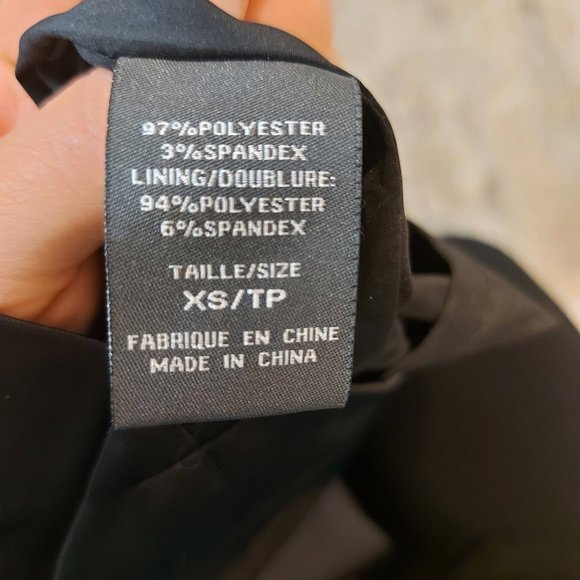 97%POLYESTER
3%SPANDEX
LINING/DOUBLURE:
94%POLYESTER
6%SPANDEX
TAILLE/SIZE
XS/TP
FABRIQUE EN CHINE
MADE IN CHINA